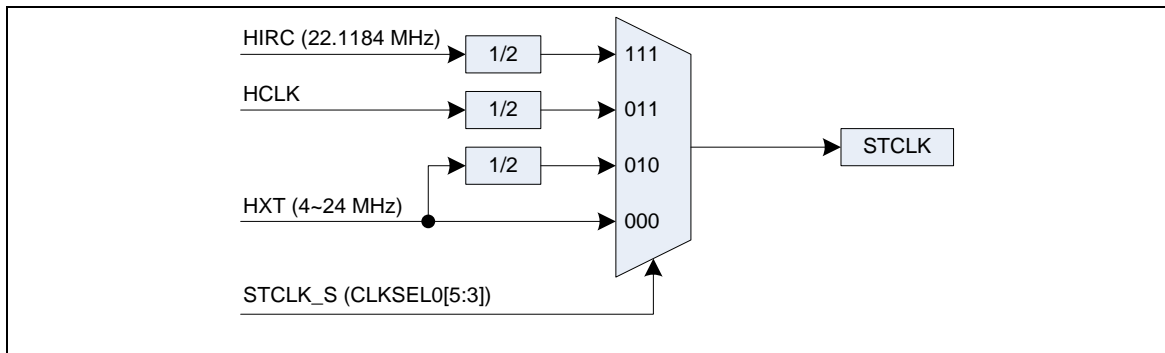 HIRC (22.1184 MHz)
1/2
111
HCLK
1/2
011
1/2
010
STCLK
HXT (4~24 MHz)
000
STCLK_S (CLKSEL0[5:3])